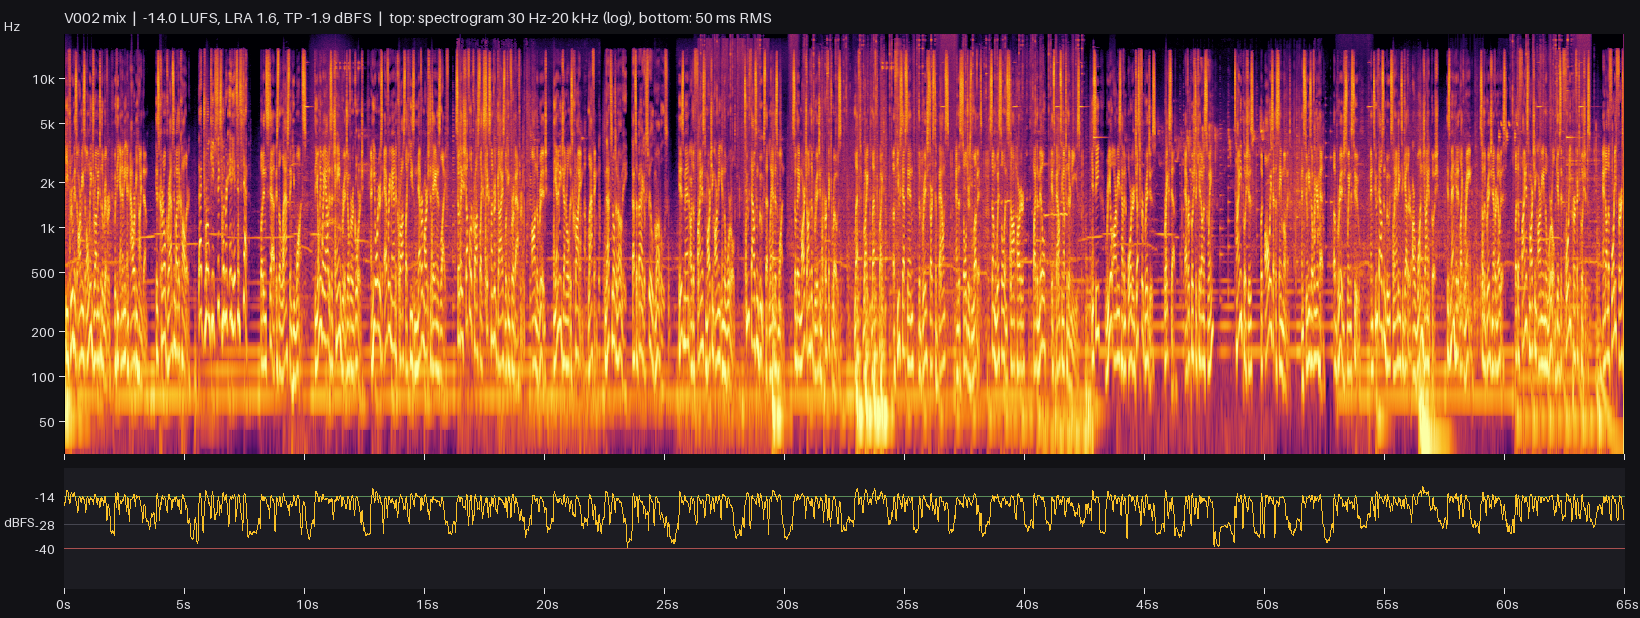 V002 mix | -14.0 LUFS, LRA 1.6, TP -1.9 dBFS | top: spectrogram 30 Hz-20 kHz (log), bottom: 50 ms RMS
Hz
10k
5k
2k
1k
500
200
100
50
-14
dBFS -28
-40
0s 5s 10s 15s 20s 25s 30s 35s 40s 45s 50s 55s 60s 65s